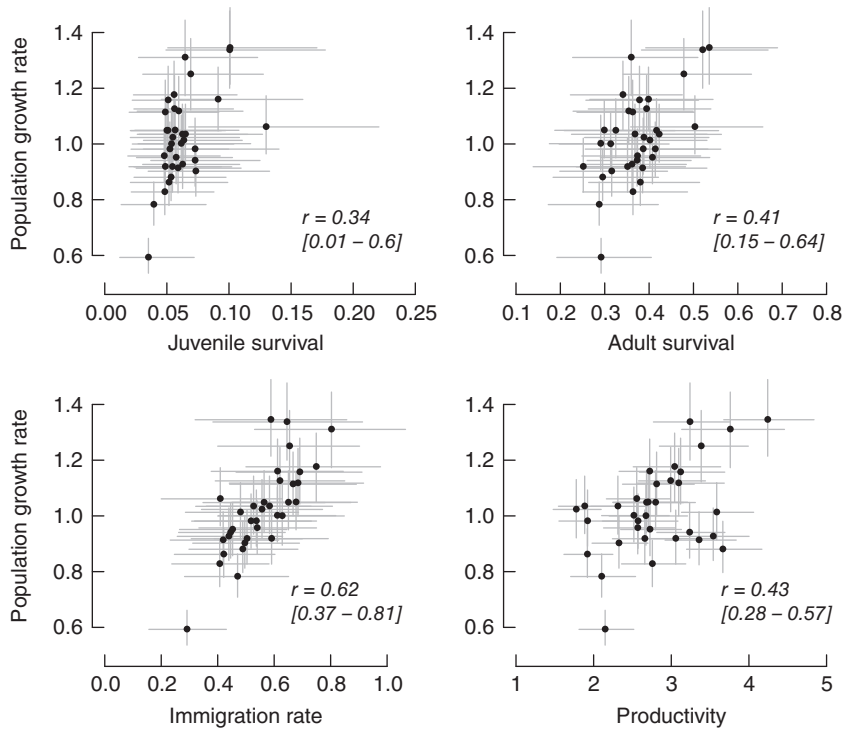 Population growth rate
1.4
1.2
1.0
0.8
0.6
r = 0.34
[0.01 – 0.6]
0.00 0.05 0.10 0.15 0.20 0.25
Juvenile survival
1.4
1.2
1.0
0.8
0.6
r = 0.41
[0.15 – 0.64]
0.1 0.2 0.3 0.4 0.5 0.6 0.7 0.8
Adult survival
Population growth rate
1.4
1.2
1.0
0.8
0.6
r = 0.62
[0.37 – 0.81]
0.0 0.2 0.4 0.6 0.8 1.0
Immigration rate
1.4
1.2
1.0
0.8
0.6
r = 0.43
[0.28 – 0.57]
1 2 3 4 5
Productivity